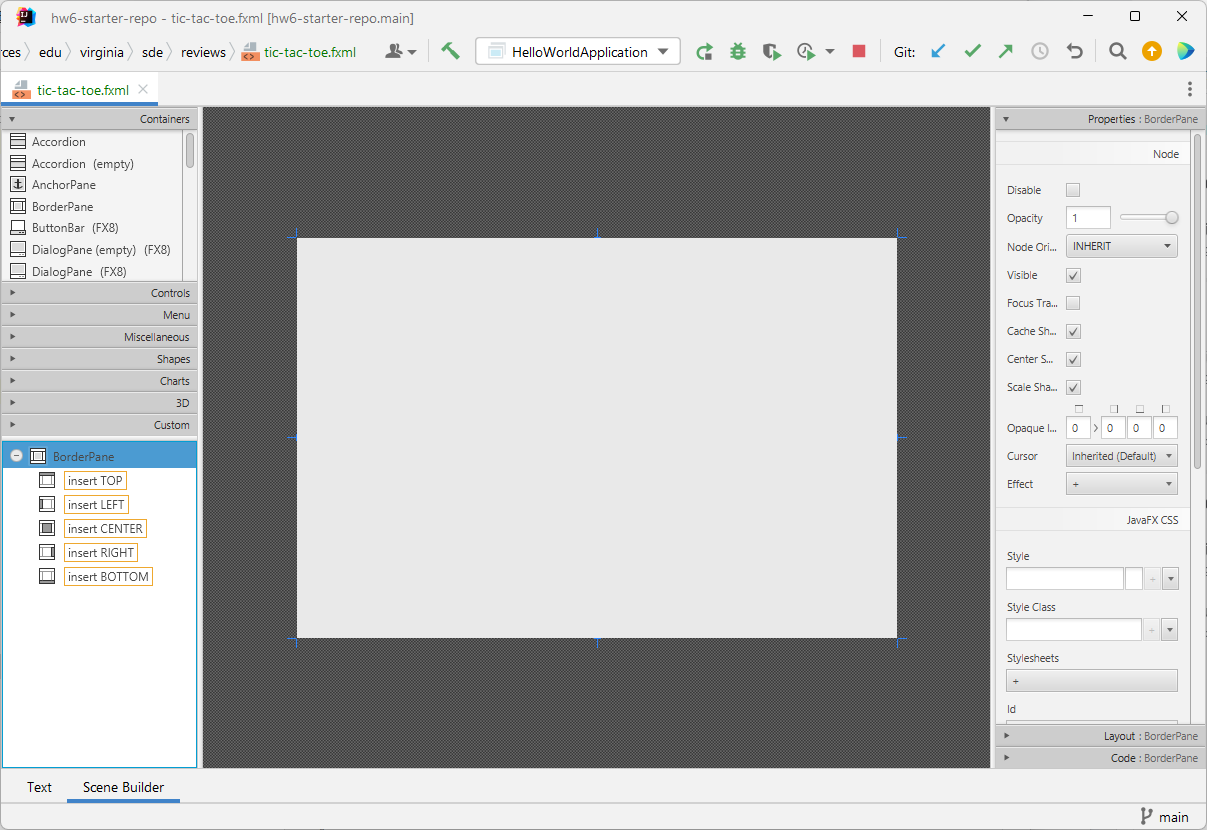 hw6-starter-repo - tic-tac-toe.fxml [hw6-starter-repo.main]
rces edu virginia sde reviews tic-tac-toe.fxml HelloWorldApplication Git:
tic-tac-toe.fxml
Containers
Accordion
Accordion (empty)
AnchorPane
BorderPane
ButtonBar (FX8)
DialogPane (empty) (FX8)
DialogPane (FX8)
Controls
Menu
Miscellaneous
Shapes
Charts
3D
Custom
BorderPane
insert TOP
insert LEFT
insert CENTER
insert RIGHT
insert BOTTOM
Properties : BorderPane
Node
Disable
Opacity 1
Node Ori... INHERIT
Visible
Focus Tra...
Cache Sh...
Center S...
Scale Sha...
Opaque I... 0 0 0 0
Cursor Inherited (Default)
Effect +
JavaFX CSS
Style
+
Style Class
+
Stylesheets
+
Id
Layout : BorderPane
Code : BorderPane
Text Scene Builder
main